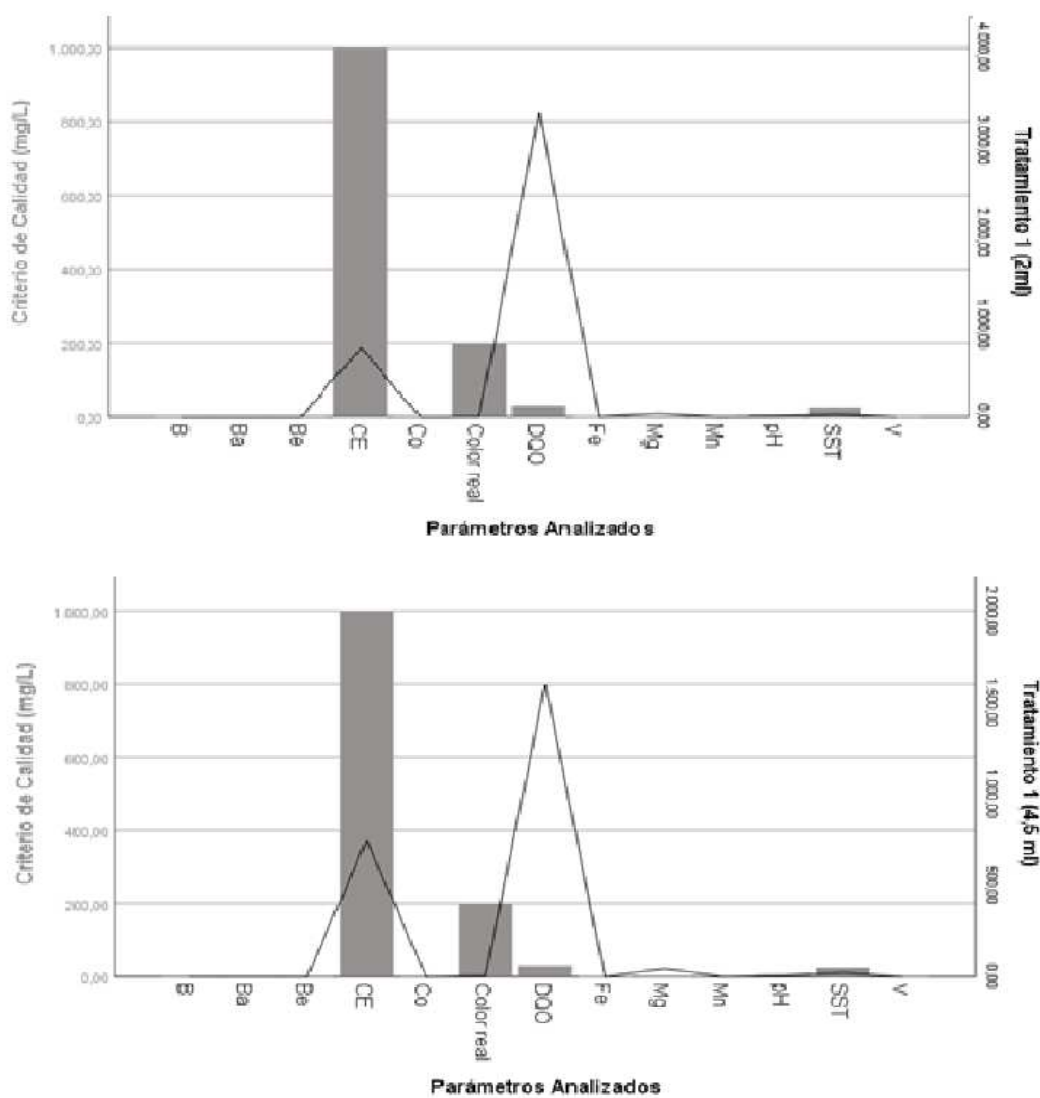 Criterio de Calidad (mg/L)
1.000,00
800,00
600,00
400,00
200,00
0,00
4.000,00
3.000,00
2.000,00
1.000,00
0,00
Tratamiento 1 (2ml)
B Ba Be CE Co Color real DQO Fe Mg Mn pH SST V
Parámetros Analizados
Criterio de Calidad (mg/L)
1.000,00
800,00
600,00
400,00
200,00
0,00
2.000,00
1.500,00
1.000,00
500,00
0,00
Tratamiento 1 (4,5 ml)
B Ba Be CE Co Color real DQO Fe Mg Mn pH SST V
Parámetros Analizados